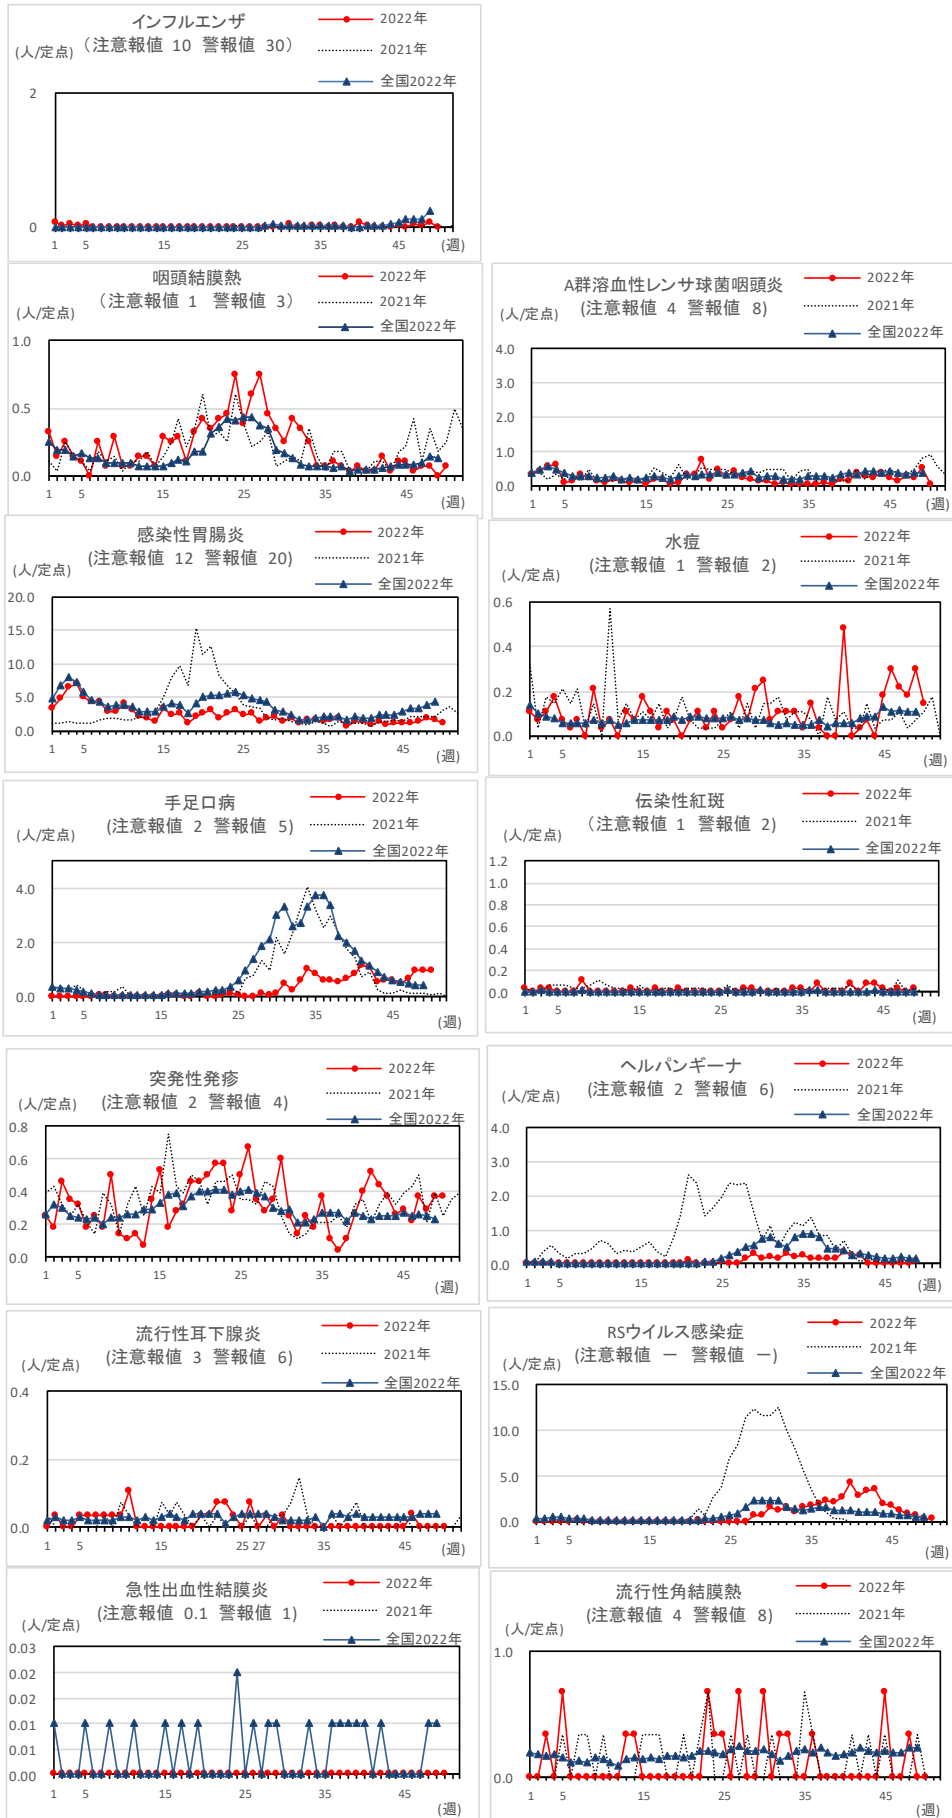 インフルエンザ
（注意報値 10 警報値 30）
(人/定点)
2022年
2021年
全国2022年
2
0
1 5 15 25 35 45
(週)
咽頭結膜熱
（注意報値 1 警報値 3）
(人/定点)
2022年
2021年
全国2022年
1.0
0.5
0.0
1 5 15 25 35 45
(週)
A群溶血性レンサ球菌咽頭炎
(注意報値 4 警報値 8)
(人/定点)
2022年
2021年
全国2022年
4.0
3.0
2.0
1.0
0.0
1 5 15 25 35 45
(週)
感染性胃腸炎
(注意報値 12 警報値 20)
(人/定点)
2022年
2021年
全国2022年
20.0
15.0
10.0
5.0
0.0
1 5 15 25 35 45
(週)
水痘
(注意報値 1 警報値 2)
(人/定点)
2022年
2021年
全国2022年
0.6
0.4
0.2
0.0
1 5 15 25 35 45
(週)
手足口病
(注意報値 2 警報値 5)
(人/定点)
2022年
2021年
全国2022年
4.0
2.0
0.0
1 5 15 25 35 45
(週)
伝染性紅斑
（注意報値 1 警報値 2)
(人/定点)
2022年
2021年
全国2022年
1.2
1.0
0.8
0.6
0.4
0.2
0.0
1 5 15 25 35 45
(週)
突発性発疹
(注意報値 2 警報値 4)
(人/定点)
2022年
2021年
全国2022年
0.8
0.6
0.4
0.2
0.0
1 5 15 25 35 45
(週)
ヘルパンギーナ
(注意報値 2 警報値 6)
(人/定点)
2022年
2021年
全国2022年
4.0
3.0
2.0
1.0
0.0
1 5 15 25 35 45
(週)
流行性耳下腺炎
(注意報値 3 警報値 6)
(人/定点)
2022年
2021年
全国2022年
0.4
0.2
0.0
1 5 15 25 27 35 45
(週)
RSウイルス感染症
(注意報値 ー 警報値 ー)
(人/定点)
2022年
2021年
全国2022年
15.0
10.0
5.0
0.0
1 5 15 25 35 45
(週)
急性出血性結膜炎
(注意報値 0.1 警報値 1)
(人/定点)
2022年
2021年
全国2022年
0.03
0.02
0.02
0.01
0.01
0.00
1 5 15 25 35 45
(週)
流行性角結膜熱
(注意報値 4 警報値 8)
(人/定点)
2022年
2021年
全国2022年
1.0
0.0
1 5 15 25 35 45
(週)